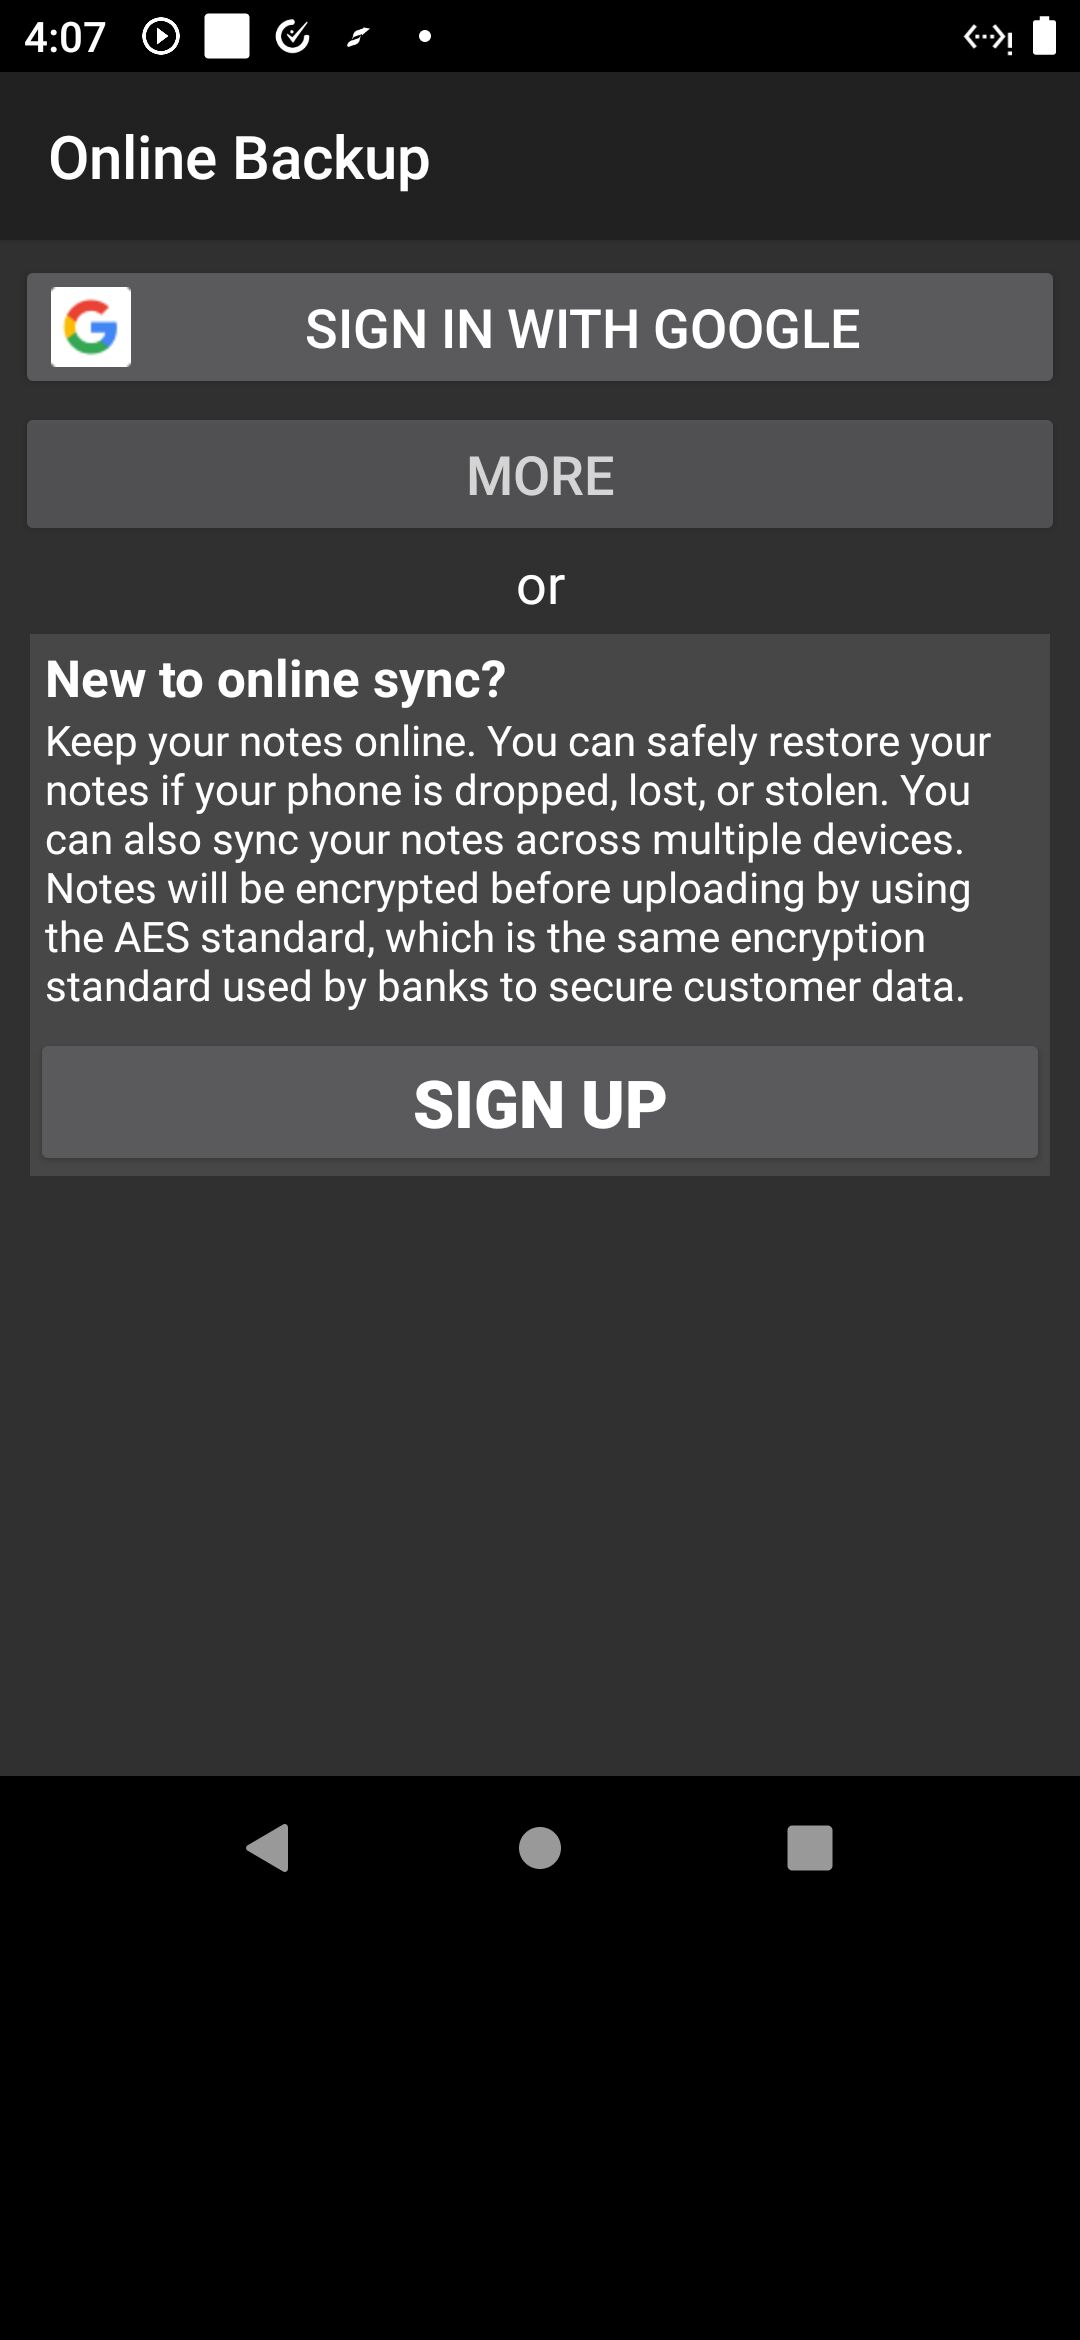 4:07
Online Backup
SIGN IN WITH GOOGLE
MORE
or
New to online sync?
Keep your notes online. You can safely restore your
notes if your phone is dropped, lost, or stolen. You
can also sync your notes across multiple devices.
Notes will be encrypted before uploading by using
the AES standard, which is the same encryption
standard used by banks to secure customer data.
SIGN UP